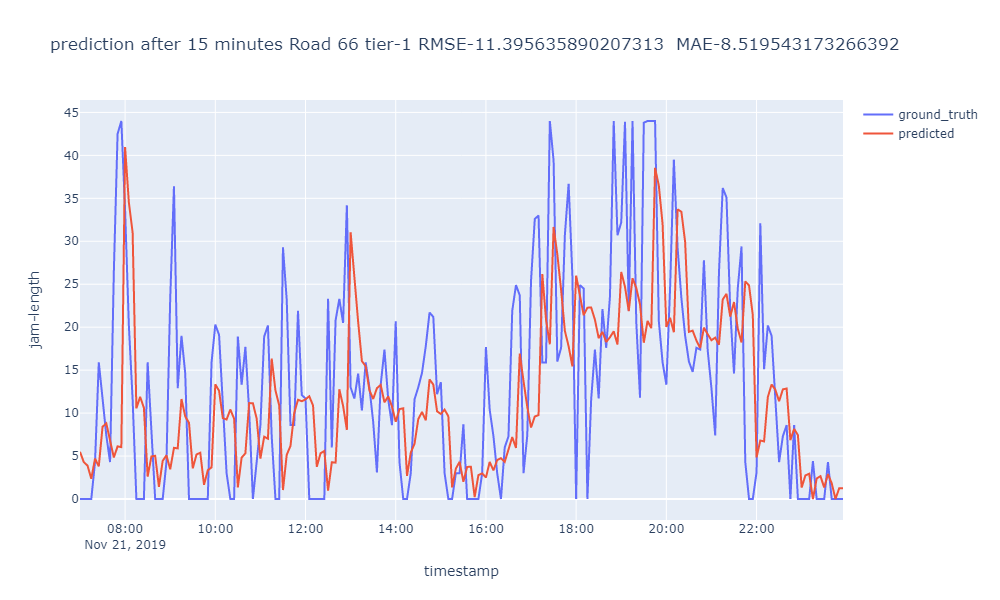 prediction after 15 minutes Road 66 tier-1 RMSE-11.395635890207313  MAE-8.519543173266392
ground_truth
predicted
45
40
35
30
25
20
15
10
5
0
jam-length
08:00 10:00 12:00 14:00 16:00 18:00 20:00 22:00
Nov 21, 2019
timestamp